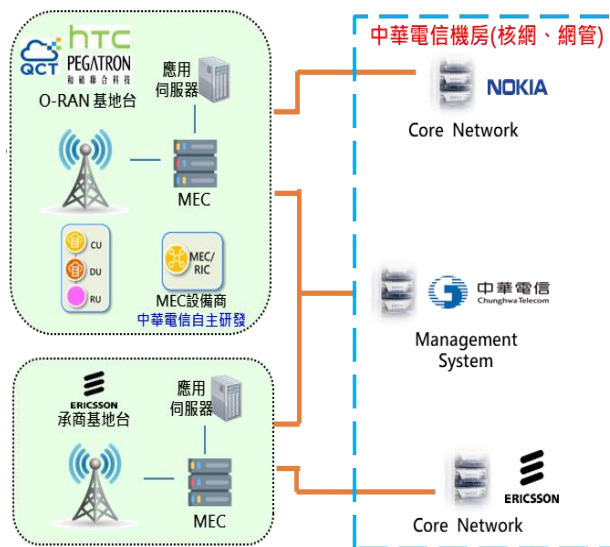 QCT
htc
PEGATRON
和碩聯合科技
O-RAN 基地台
應用
伺服器
MEC
CU
DU
RU
MEC/
RIC
MEC設備商
中華電信自主研發
ERICSSON
承商基地台
應用
伺服器
MEC
中華電信機房(核網、網管)
NOKIA
Core Network
中華電信
Chunghwa Telecom
Management
System
ERICSSON
Core Network